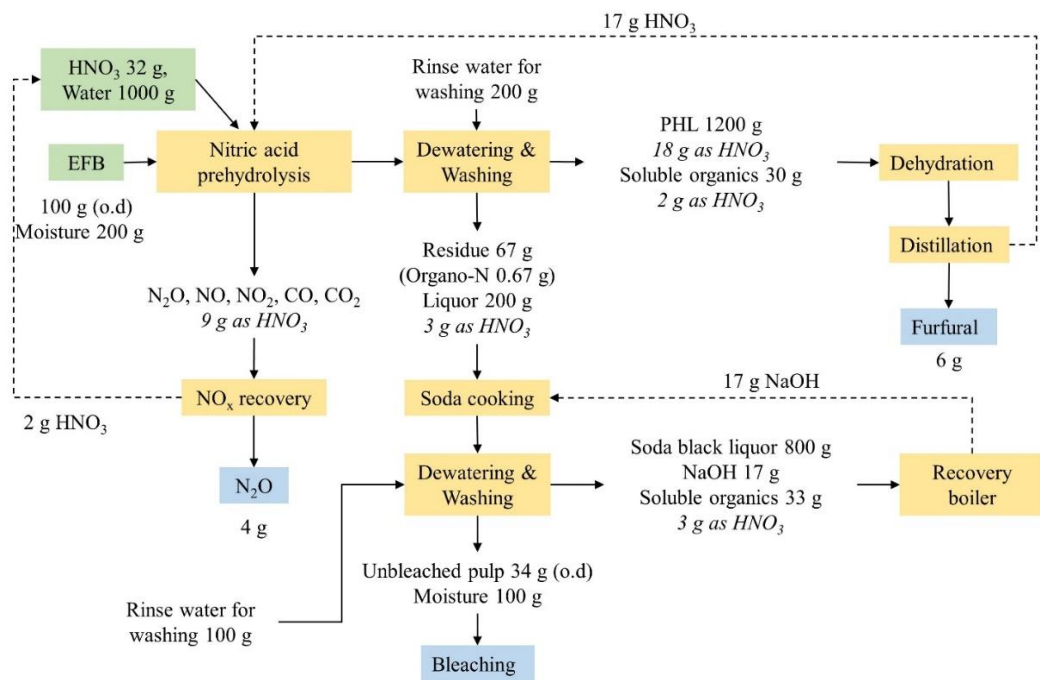 17 g HNO₃
HNO₃ 32 g,
Water 1000 g
Rinse water for
washing 200 g
EFB
Nitric acid
prehydrolysis
Dewatering &
Washing
PHL 1200 g
18 g as HNO₃
Soluble organics 30 g
2 g as HNO₃
Dehydration
100 g (o.d)
Moisture 200 g
Distillation
Residue 67 g
(Organo-N 0.67 g)
Liquor 200 g
3 g as HNO₃
N₂O, NO, NO₂, CO, CO₂
9 g as HNO₃
Furfural
6 g
17 g NaOH
NOₓ recovery
Soda cooking
2 g HNO₃
N₂O
4 g
Dewatering &
Washing
Soda black liquor 800 g
NaOH 17 g
Soluble organics 33 g
3 g as HNO₃
Recovery
boiler
Unbleached pulp 34 g (o.d)
Moisture 100 g
Rinse water for
washing 100 g
Bleaching